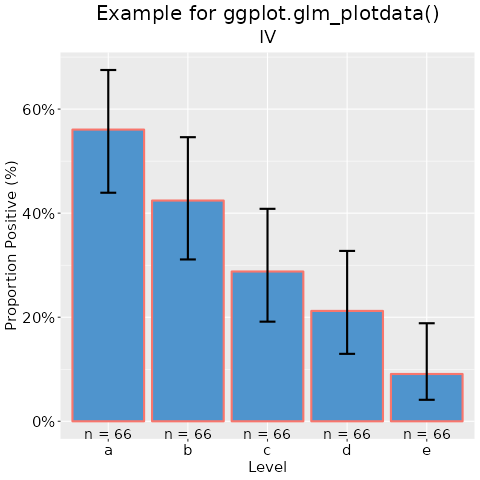 Example for ggplot.glm_plotdata()
IV
Proportion Positive (%)
60%
40%
20%
0%
n = 66 n = 66 n = 66 n = 66 n = 66
a b c d e
Level